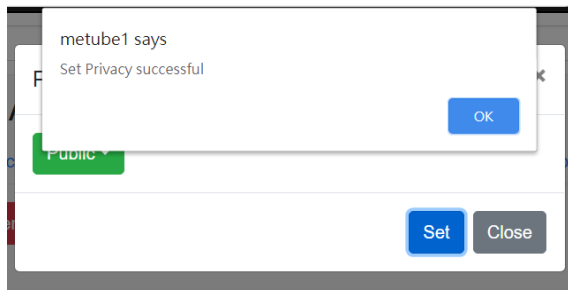 metube1 says
Set Privacy successful
OK
Public
Set
Close